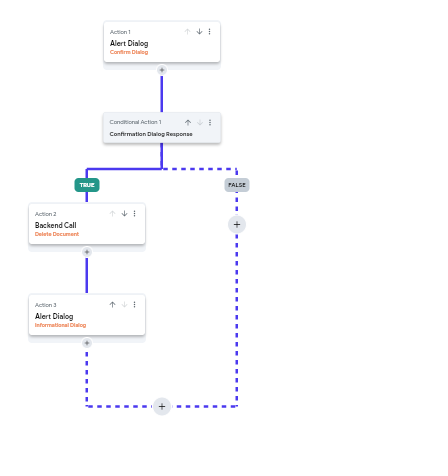 Action 1
Alert Dialog
Confirm Dialog
Conditional Action 1
Confirmation Dialog Response
TRUE
FALSE
Action 2
Backend Call
Delete Document
Action 3
Alert Dialog
Informational Dialog